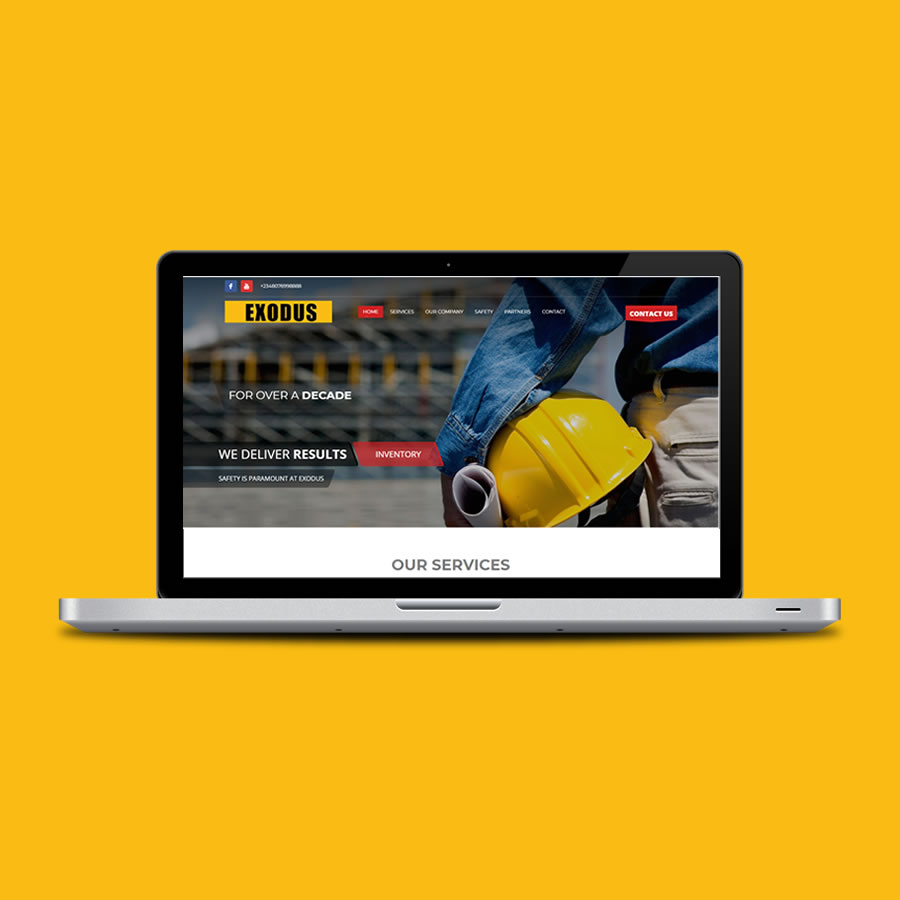 EXODUS
HOME SERVICES OUR COMPANY SAFETY PARTNERS CONTACT
CONTACT US
FOR OVER A DECADE
WE DELIVER RESULTS
INVENTORY
SAFETY IS PARAMOUNT AT EXODUS
OUR SERVICES